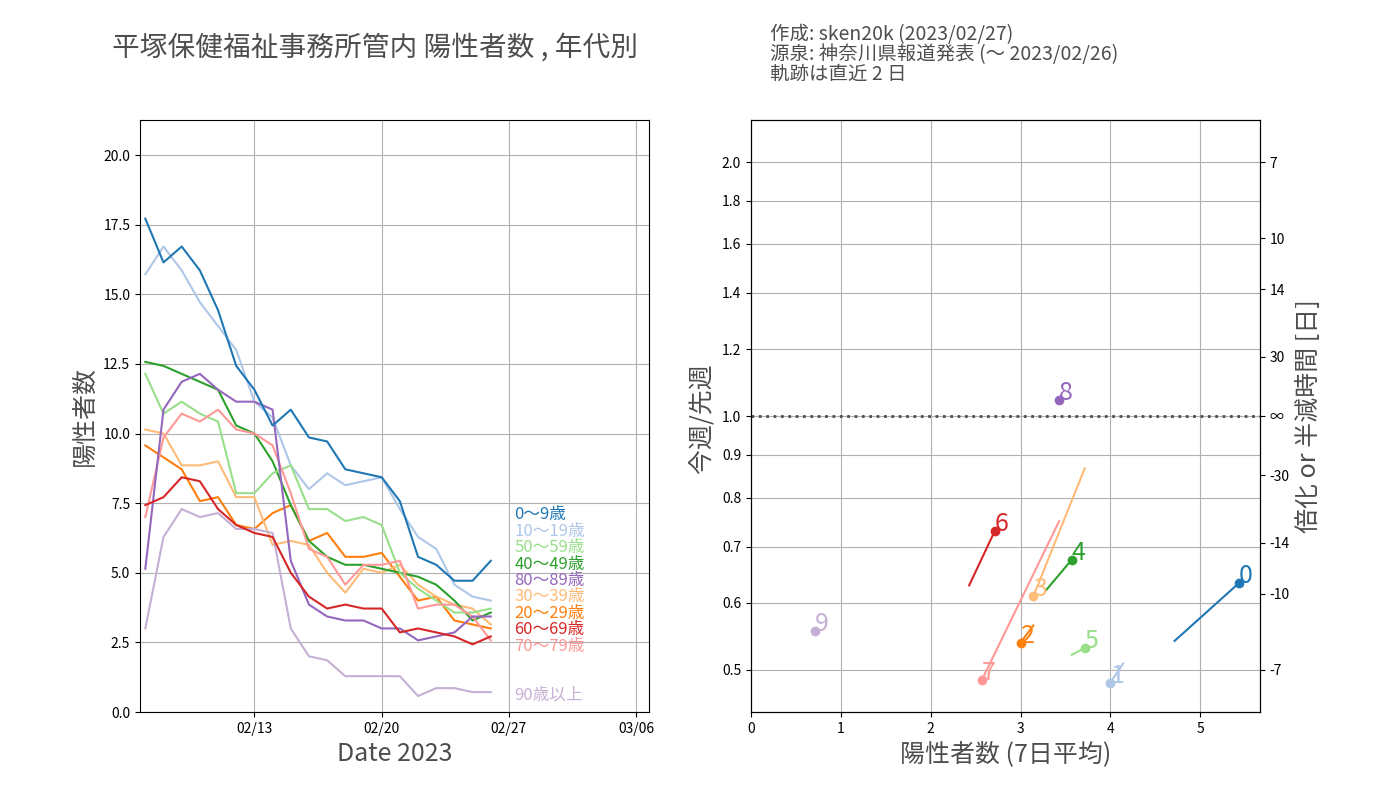 平塚保健福祉事務所管内 陽性者数 , 年代別
作成: sken20k (2023/02/27)
源泉: 神奈川県報道発表 (〜 2023/02/26)
軌跡は直近 2 日
陽性者数
20.0
17.5
15.0
12.5
10.0
7.5
5.0
2.5
0.0
02/13
02/20
02/27
03/06
Date 2023
0〜9歳
10〜19歳
50〜59歳
40〜49歳
80〜89歳
30〜39歳
20〜29歳
60〜69歳
70〜79歳
90歳以上
今週/先週
2.0
1.8
1.6
1.4
1.2
1.0
0.9
0.8
0.7
0.6
0.5
0
1
2
3
4
5
陽性者数 (7日平均)
8
6
4
0
3
9
2
5
7
1
7
10
14
30
∞
-30
-14
-10
-7
倍化 or 半減時間 [日]